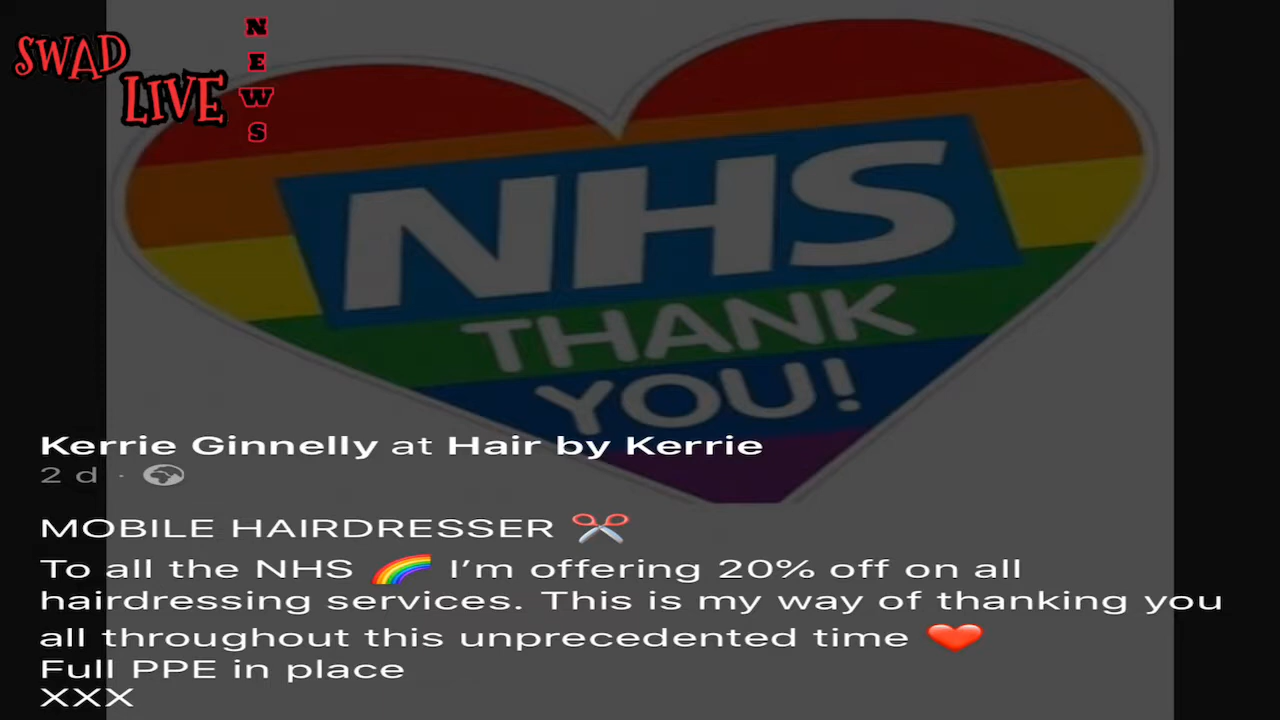 SWAD
LIVE
NEWS
NHS
THANK
YOU!
Kerrie Ginnelly at Hair by Kerrie
2 d ·
MOBILE HAIRDRESSER ✂️
To all the NHS 🌈 I’m offering 20% off on all
hairdressing services. This is my way of thanking you
all throughout this unprecedented time ❤️
Full PPE in place
XXX